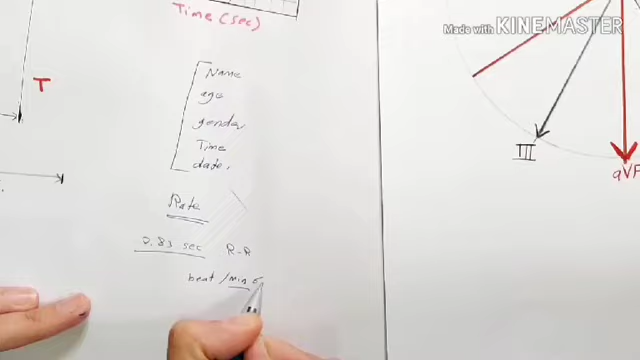 Made with KINEMASTER
Time (sec)
Name
age
gender
Time
date.
T
III
aVF
Rate
0.83 sec R-R
beat / min